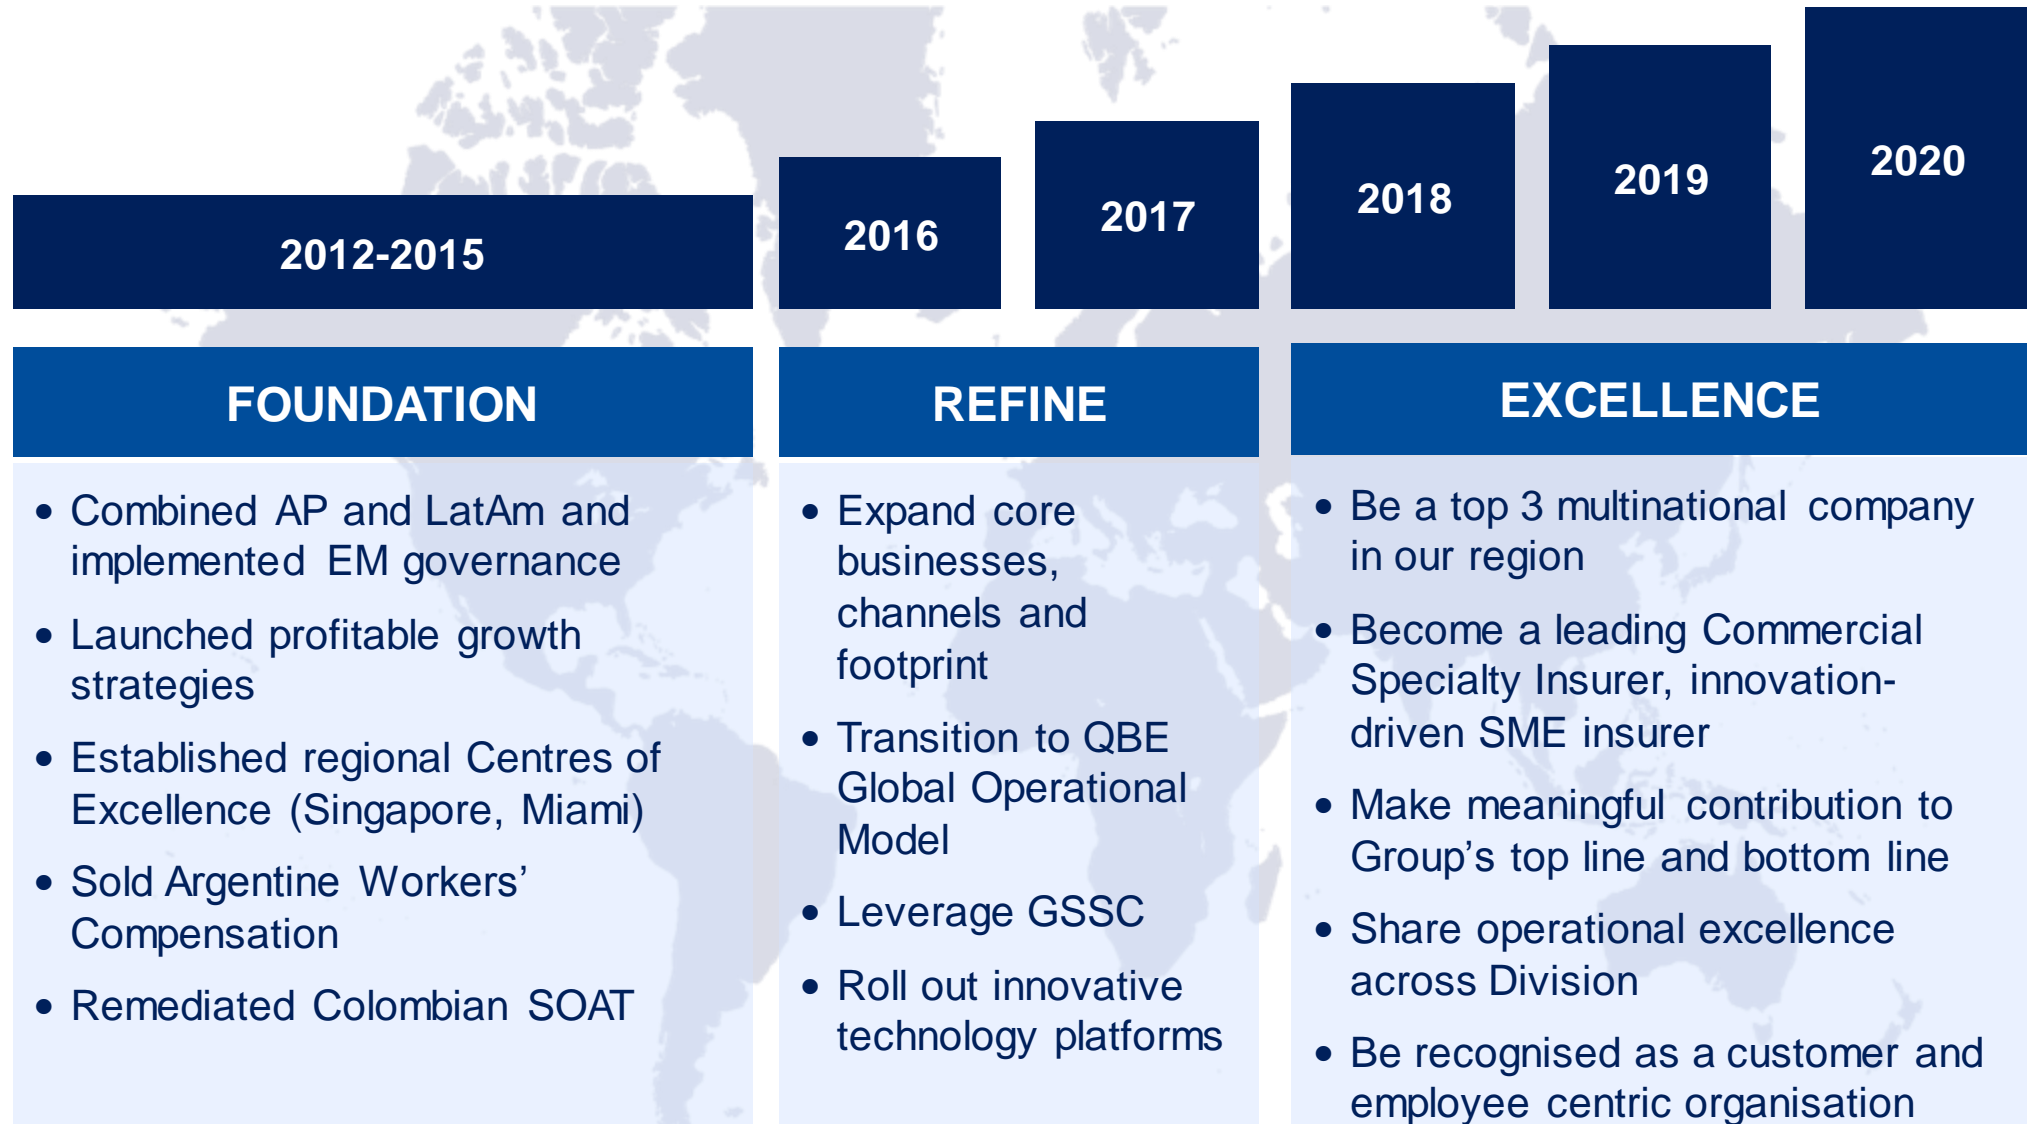 2012-2015
2016
2017
2018
2019
2020
FOUNDATION
• Combined AP and LatAm and
implemented EM governance
• Launched profitable growth
strategies
• Established regional Centres of
Excellence (Singapore, Miami)
• Sold Argentine Workers’
Compensation
• Remediated Colombian SOAT
REFINE
• Expand core
businesses,
channels and
footprint
• Transition to QBE
Global Operational
Model
• Leverage GSSC
• Roll out innovative
technology platforms
EXCELLENCE
• Be a top 3 multinational company
in our region
• Become a leading Commercial
Specialty Insurer, innovation-
driven SME insurer
• Make meaningful contribution to
Group’s top line and bottom line
• Share operational excellence
across Division
• Be recognised as a customer and
employee centric organisation